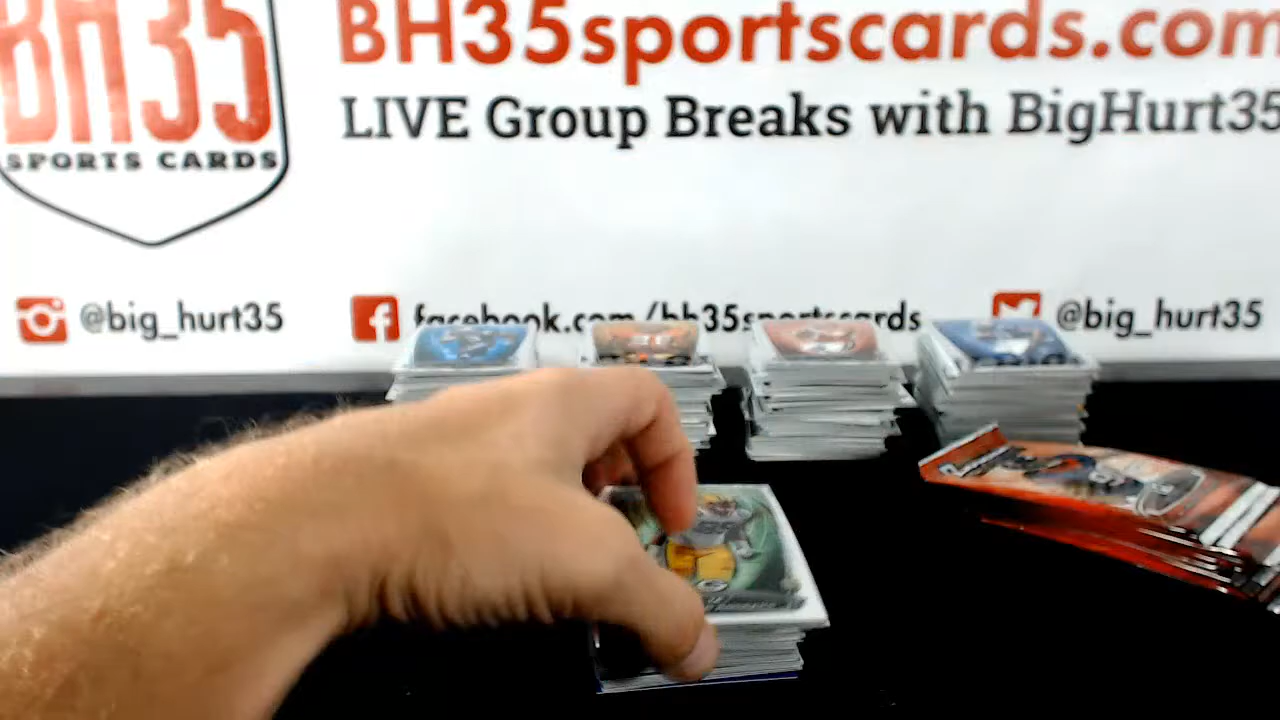 BH35
SPORTS CARDS
BH35sportscards.com
LIVE Group Breaks with BigHurt35
@big_hurt35
facebook.com/bh35sportscards
@big_hurt35